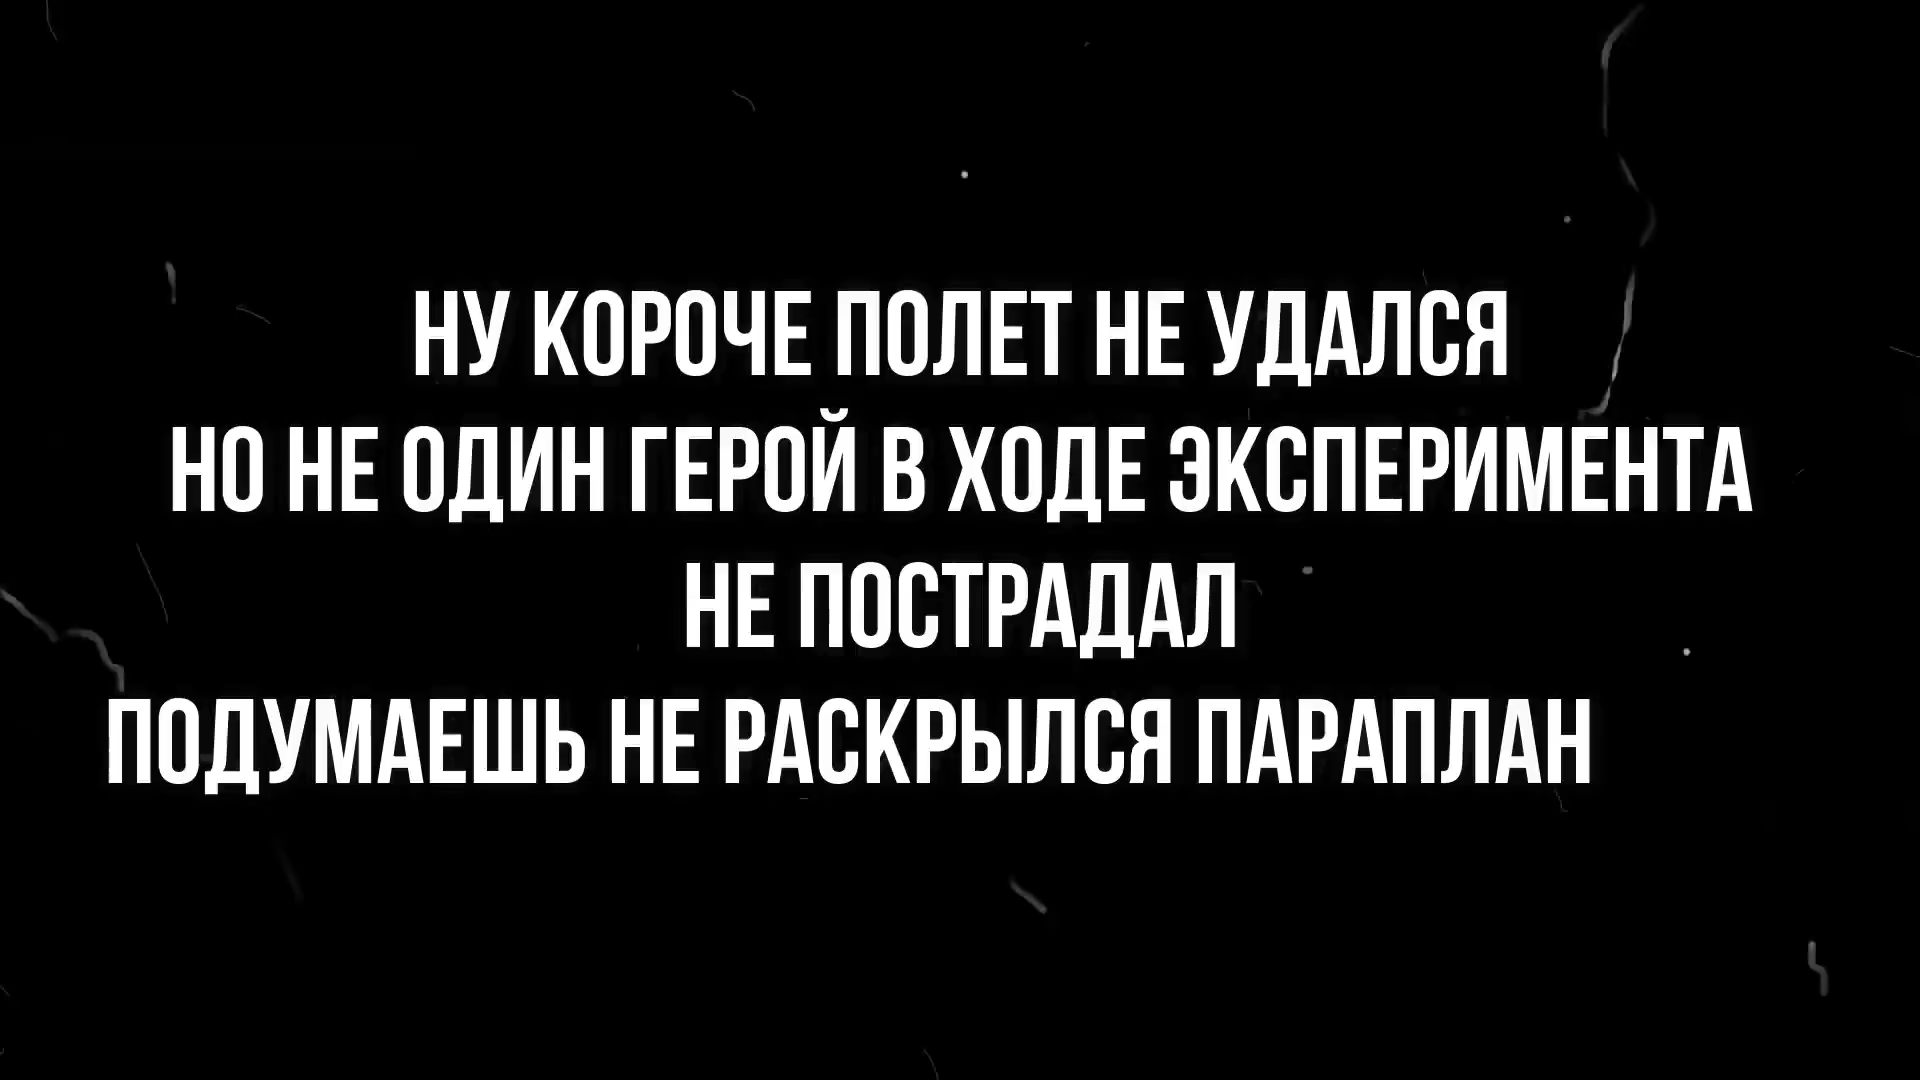 НУ КОРОЧЕ ПОЛЕТ НЕ УДАЛСЯ
НО НЕ ОДИН ГЕРОЙ В ХОДЕ ЭКСПЕРИМЕНТА
НЕ ПОСТРАДАЛ
ПОДУМАЕШЬ НЕ РАСКРЫЛСЯ ПАРАПЛАН